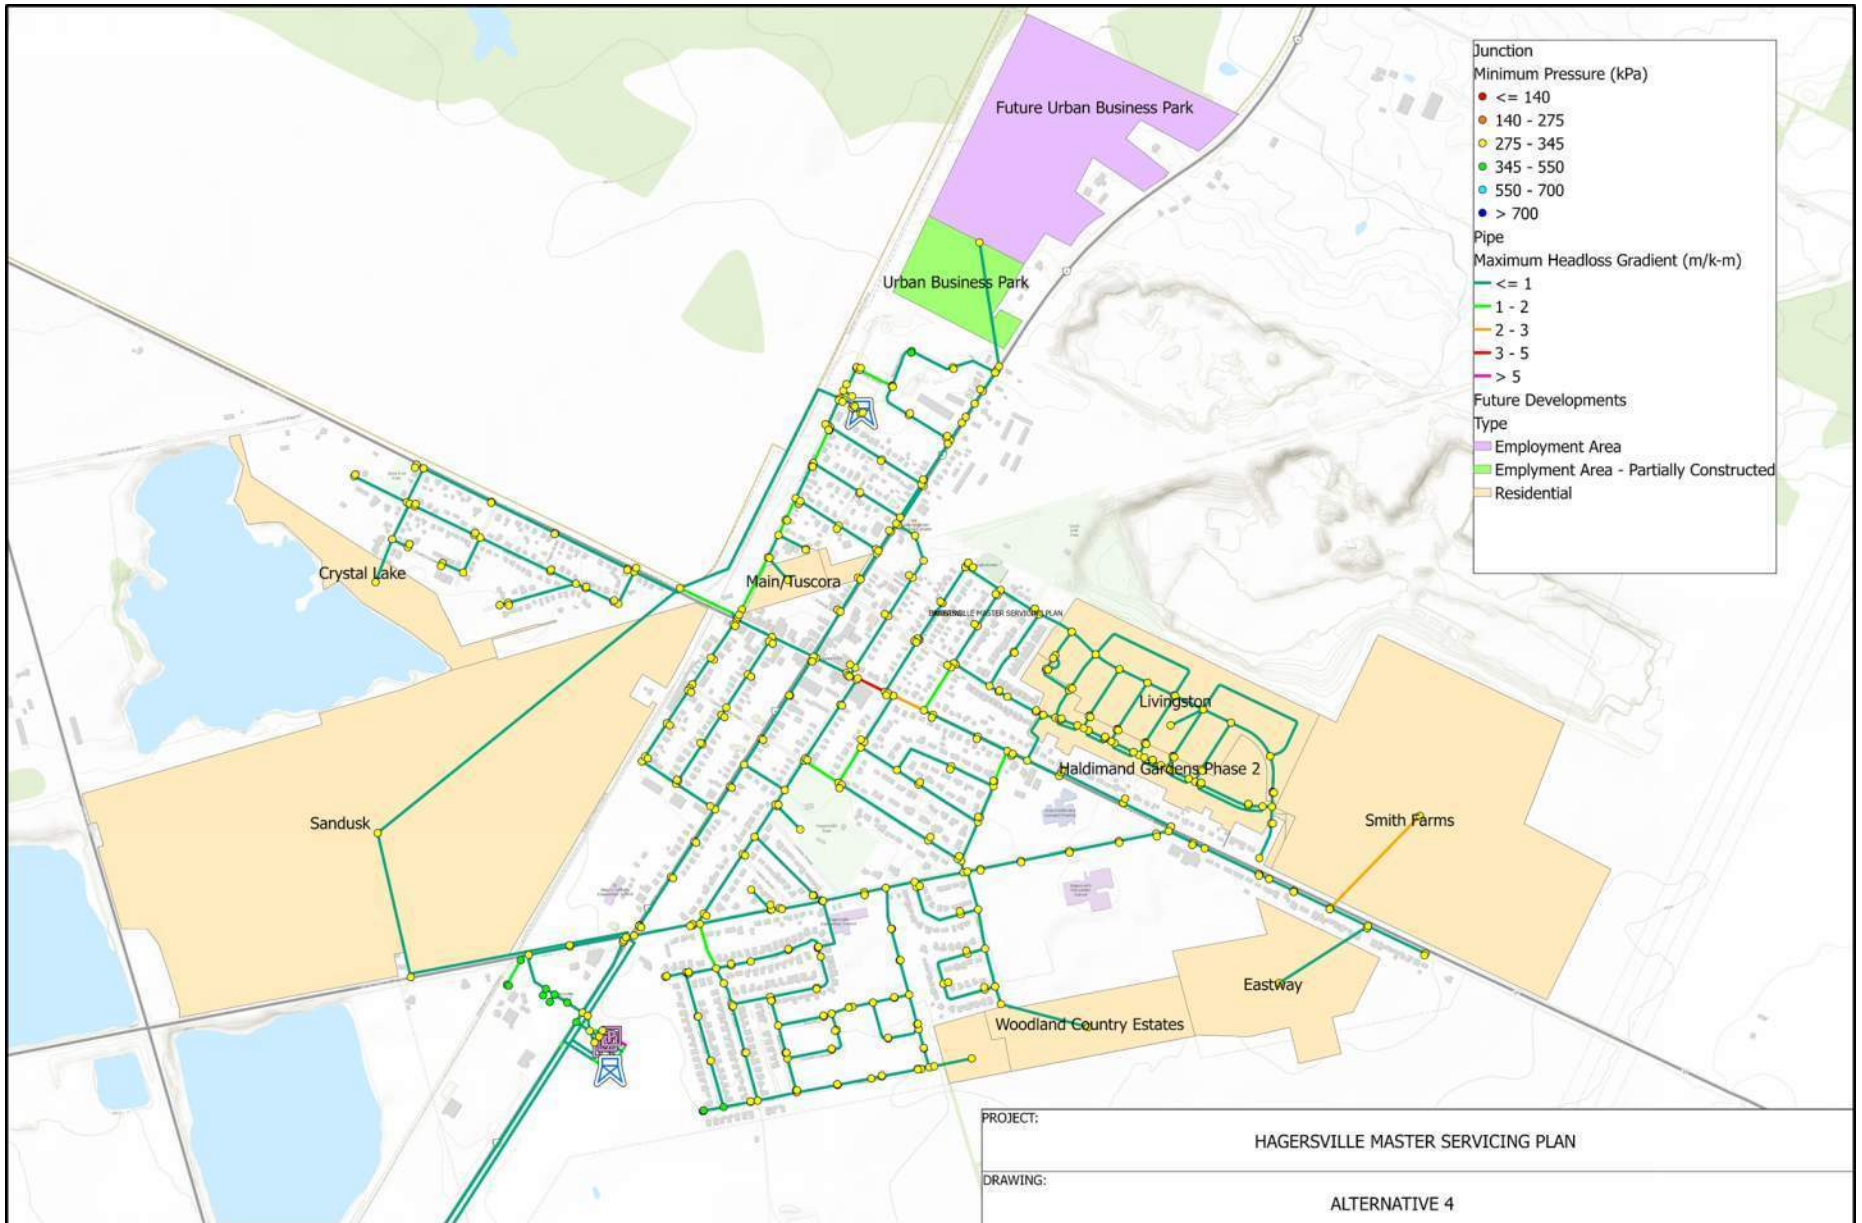 Junction
Minimum Pressure (kPa)
<= 140
140 - 275
275 - 345
345 - 550
550 - 700
> 700
Pipe
Maximum Headloss Gradient (m/k-m)
<= 1
1 - 2
2 - 3
3 - 5
> 5
Future Developments
Type
Employment Area
Emplyment Area - Partially Constructed
Residential
Future Urban Business Park
Urban Business Park
Crystal Lake
Main/Tuscora
MASTER SERVICING PLAN
Livingston
Haldimand Gardens Phase 2
Sandusk
Smith Farms
Eastway
Woodland Country Estates
PROJECT:
HAGERSVILLE MASTER SERVICING PLAN
DRAWING:
ALTERNATIVE 4